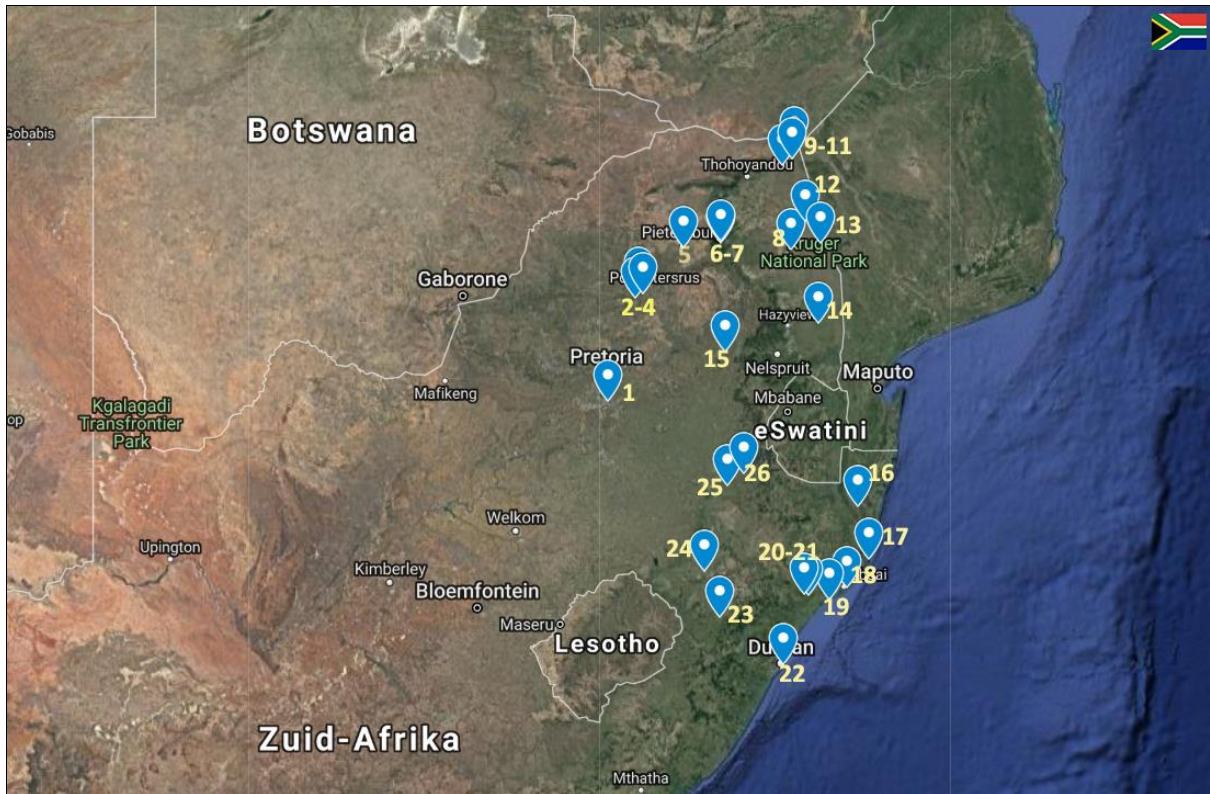 Gobabis
Botswana
9-11
Thohoyandou
12
13
8
Kruger
National Park
5
6-7
2-4
Gaborone
Hazyview
14
15
Pretoria
1
Nelspruit
Maputo
Mbabane
Mafikeng
Kgalagadi
Transfrontier
Park
op
eSwatini
26
25
16
Welkom
17
24
20-21
Upington
Kimberley
18
Bloemfontein
19
23
Maseru
Lesotho
22
Zuid-Afrika
Mthatha